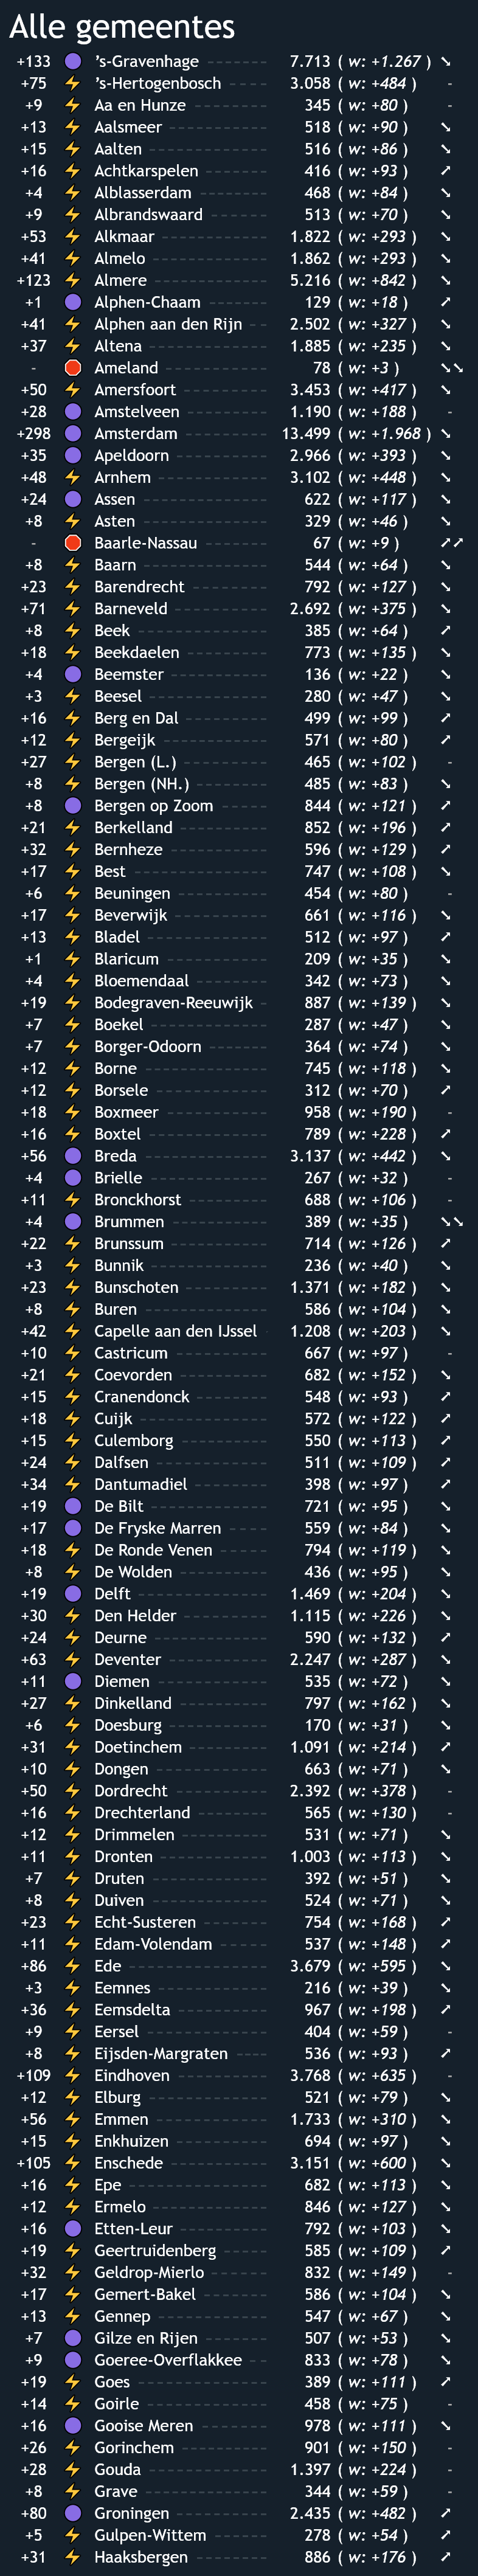 Alle gemeentes
+133 's-Gravenhage 7.713 ( w: +1.267 )
+75 's-Hertogenbosch 3.058 ( w: +484 ) -
+9 Aa en Hunze 345 ( w: +80 ) -
+13 Aalsmeer 518 ( w: +90 )
+15 Aalten 516 ( w: +86 )
+16 Achtkarspelen 416 ( w: +93 )
+4 Alblasserdam 468 ( w: +84 )
+9 Albrandswaard 513 ( w: +70 )
+53 Alkmaar 1.822 ( w: +293 )
+41 Almelo 1.862 ( w: +293 )
+123 Almere 5.216 ( w: +842 )
+1 Alphen-Chaam 129 ( w: +18 )
+41 Alphen aan den Rijn 2.502 ( w: +327 )
+37 Altena 1.885 ( w: +235 )
- Ameland 78 ( w: +3 )
+50 Amersfoort 3.453 ( w: +417 )
+28 Amstelveen 1.190 ( w: +188 ) -
+298 Amsterdam 13.499 ( w: +1.968 )
+35 Apeldoorn 2.966 ( w: +393 )
+48 Arnhem 3.102 ( w: +448 )
+24 Assen 622 ( w: +117 )
+8 Asten 329 ( w: +46 )
- Baarle-Nassau 67 ( w: +9 )
+8 Baarn 544 ( w: +64 )
+23 Barendrecht 792 ( w: +127 )
+71 Barneveld 2.692 ( w: +375 )
+8 Beek 385 ( w: +64 )
+18 Beekdaelen 773 ( w: +135 )
+4 Beemster 136 ( w: +22 )
+3 Beesel 280 ( w: +47 )
+16 Berg en Dal 499 ( w: +99 )
+12 Bergeijk 571 ( w: +80 )
+27 Bergen (L.) 465 ( w: +102 ) -
+8 Bergen (NH.) 485 ( w: +83 )
+8 Bergen op Zoom 844 ( w: +121 )
+21 Berkelland 852 ( w: +196 )
+32 Bernheze 596 ( w: +129 )
+17 Best 747 ( w: +108 )
+6 Beuningen 454 ( w: +80 ) -
+17 Beverwijk 661 ( w: +116 )
+13 Bladel 512 ( w: +97 )
+1 Blaricum 209 ( w: +35 )
+4 Bloemendaal 342 ( w: +73 )
+19 Bodegraven-Reeuwijk 887 ( w: +139 )
+7 Boekel 287 ( w: +47 )
+7 Borger-Odoorn 364 ( w: +74 )
+12 Borne 745 ( w: +118 )
+12 Borsele 312 ( w: +70 )
+18 Boxmeer 958 ( w: +190 ) -
+16 Boxtel 789 ( w: +228 )
+56 Breda 3.137 ( w: +442 )
+4 Brielle 267 ( w: +32 ) -
+11 Bronckhorst 688 ( w: +106 ) -
+4 Brummen 389 ( w: +35 )
+22 Brunssum 714 ( w: +126 )
+3 Bunnik 236 ( w: +40 )
+23 Bunschoten 1.371 ( w: +182 )
+8 Buren 586 ( w: +104 )
+42 Capelle aan den IJssel 1.208 ( w: +203 )
+10 Castricum 667 ( w: +97 ) -
+21 Coevorden 682 ( w: +152 )
+15 Cranendonck 548 ( w: +93 )
+18 Cuijk 572 ( w: +122 )
+15 Culemborg 550 ( w: +113 )
+24 Dalfsen 511 ( w: +109 )
+34 Dantumadiel 398 ( w: +97 )
+19 De Bilt 721 ( w: +95 )
+17 De Fryske Marren 559 ( w: +84 )
+18 De Ronde Venen 794 ( w: +119 )
+8 De Wolden 436 ( w: +95 )
+19 Delft 1.469 ( w: +204 )
+30 Den Helder 1.115 ( w: +226 )
+24 Deurne 590 ( w: +132 )
+63 Deventer 2.247 ( w: +287 )
+11 Diemen 535 ( w: +72 )
+27 Dinkelland 797 ( w: +162 )
+6 Doesburg 170 ( w: +31 )
+31 Doetinchem 1.091 ( w: +214 )
+10 Dongen 663 ( w: +71 )
+50 Dordrecht 2.392 ( w: +378 ) -
+16 Drechterland 565 ( w: +130 ) -
+12 Drimmelen 531 ( w: +71 )
+11 Dronten 1.003 ( w: +113 )
+7 Druten 392 ( w: +51 )
+8 Duiven 524 ( w: +71 )
+23 Echt-Susteren 754 ( w: +168 )
+11 Edam-Volendam 537 ( w: +148 )
+86 Ede 3.679 ( w: +595 )
+3 Eemnes 216 ( w: +39 )
+36 Eemsdelta 967 ( w: +198 )
+9 Eersel 404 ( w: +59 ) -
+8 Eijsden-Margraten 536 ( w: +93 )
+109 Eindhoven 3.768 ( w: +635 ) -
+12 Elburg 521 ( w: +79 )
+56 Emmen 1.733 ( w: +310 )
+15 Enkhuizen 694 ( w: +97 )
+105 Enschede 3.151 ( w: +600 )
+16 Epe 682 ( w: +113 )
+12 Ermelo 846 ( w: +127 )
+16 Etten-Leur 792 ( w: +103 )
+19 Geertruidenberg 585 ( w: +109 )
+32 Geldrop-Mierlo 832 ( w: +149 ) -
+17 Gemert-Bakel 586 ( w: +104 )
+13 Gennep 547 ( w: +67 )
+7 Gilze en Rijen 507 ( w: +53 )
+9 Goeree-Overflakkee 833 ( w: +78 )
+19 Goes 389 ( w: +111 )
+14 Goirle 458 ( w: +75 ) -
+16 Gooise Meren 978 ( w: +111 )
+26 Gorinchem 901 ( w: +150 ) -
+28 Gouda 1.397 ( w: +224 ) -
+8 Grave 344 ( w: +59 ) -
+80 Groningen 2.435 ( w: +482 )
+5 Gulpen-Wittem 278 ( w: +54 )
+31 Haaksbergen 886 ( w: +176 )